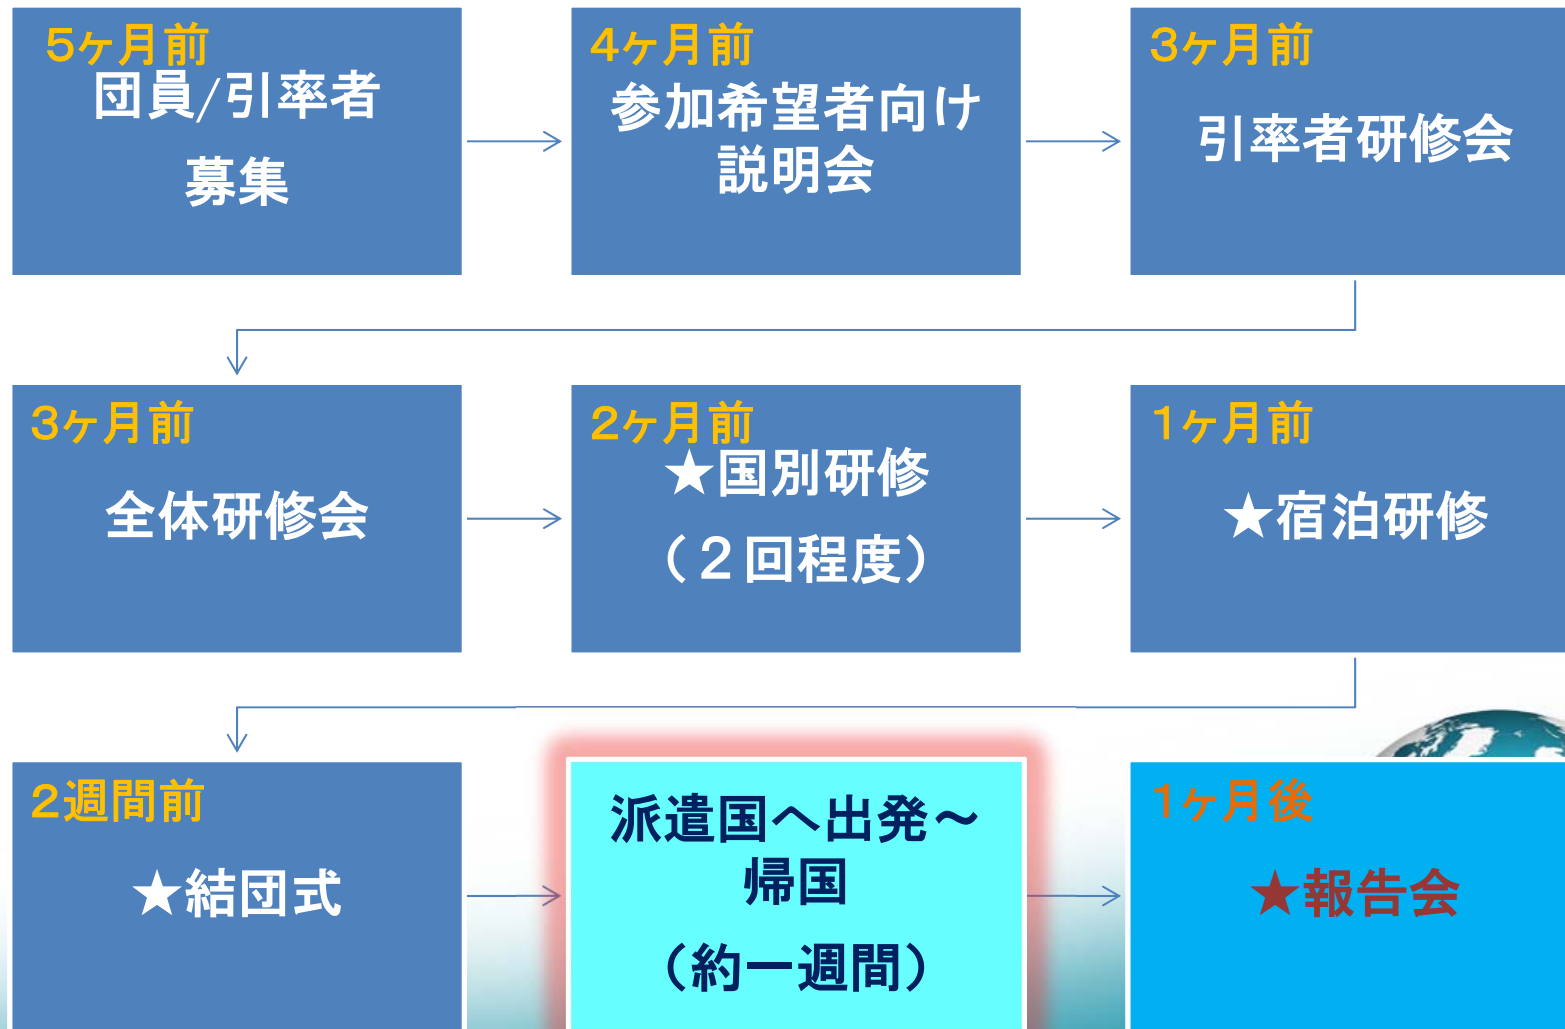 5ヶ月前
団員/引率者
募集
4ヶ月前
参加希望者向け
説明会
3ヶ月前
引率者研修会
3ヶ月前
全体研修会
2ヶ月前
★国別研修
（２回程度）
1ヶ月前
★宿泊研修
2週間前
★結団式
派遣国へ出発～
帰国
（約一週間）
1ヶ月後
★報告会